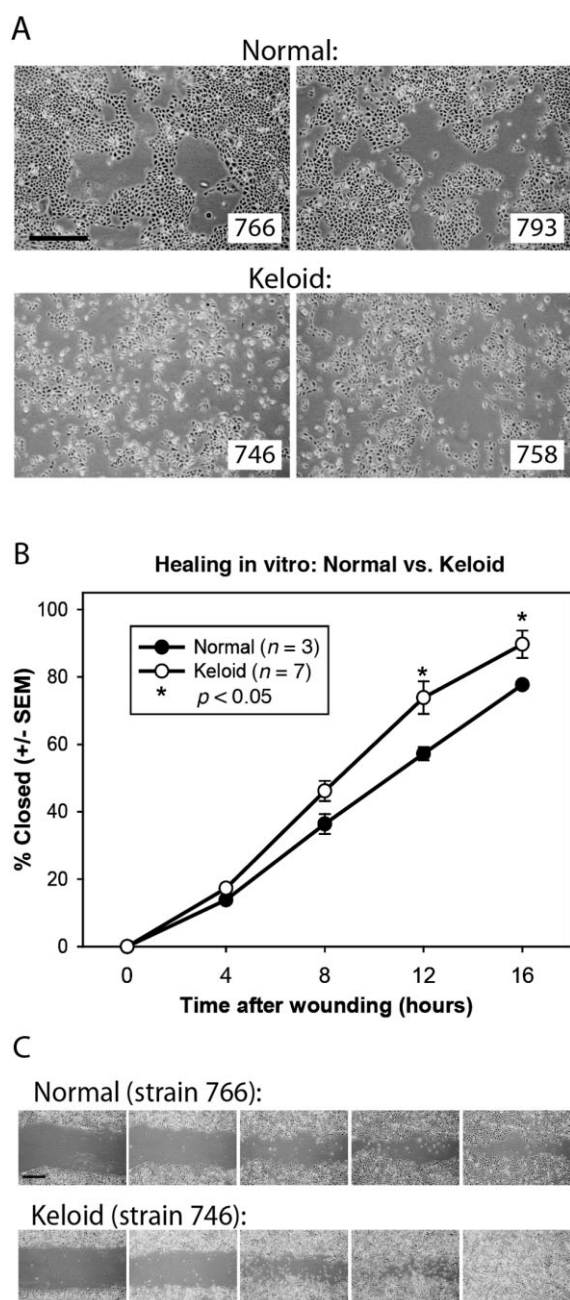 A
Normal:
766
793
Keloid:
746
758
B
Healing in vitro: Normal vs. Keloid
100
80
60
40
20
0
% Closed (+/- SEM)
Normal (n = 3)
Keloid (n = 7)
* p < 0.05
*
*
0 4 8 12 16
Time after wounding (hours)
C
Normal (strain 766):
Keloid (strain 746):